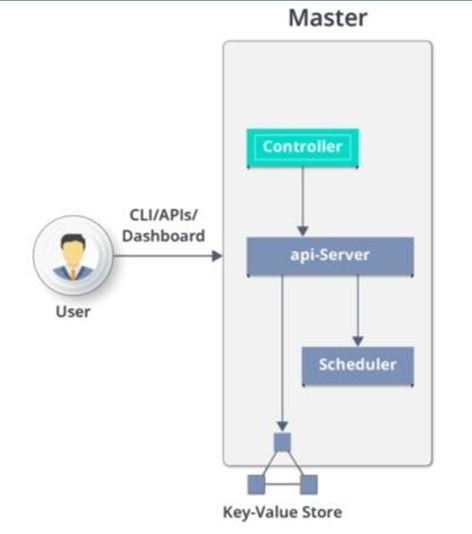 Master
Controller
CLI/APIs/
Dashboard
api-Server
User
Scheduler
Key-Value Store